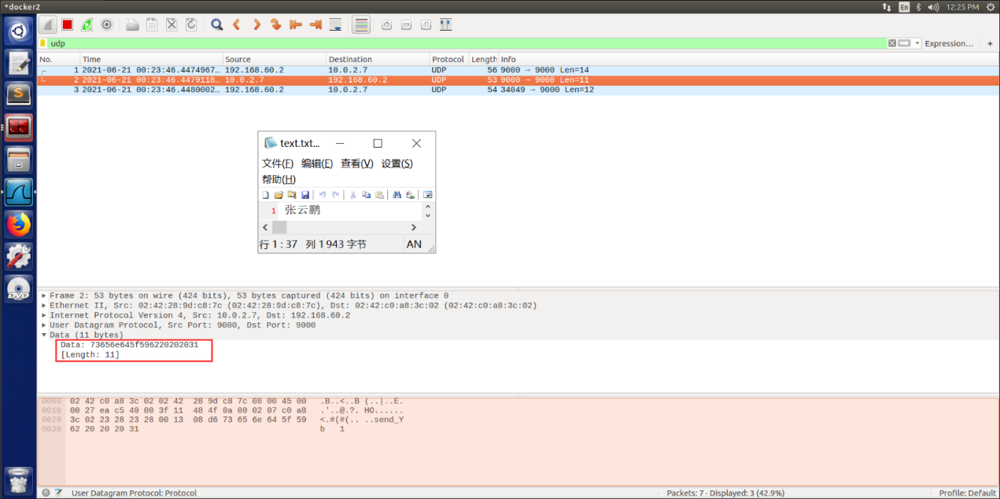 *docker2
En
12:25 PM
udp
Expression…
+
No. Time Source Destination Protocol Length Info
1 2021-06-21 00:23:46.4474967… 192.168.60.2 10.0.2.7 UDP 56 9000 → 9000 Len=14
2 2021-06-21 00:23:46.4479118… 10.0.2.7 192.168.60.2 UDP 53 9000 → 9000 Len=11
3 2021-06-21 00:23:46.4480002… 192.168.60.2 10.0.2.7 UDP 54 34049 → 9000 Len=12
text.txt...
文件(F) 编辑(E) 查看(V) 设置(S)
帮助(H)
1 张云鹏
行 1 : 37 列 1 943 字节 AN
Frame 2: 53 bytes on wire (424 bits), 53 bytes captured (424 bits) on interface 0
Ethernet II, Src: 02:42:28:9d:c8:7c (02:42:28:9d:c8:7c), Dst: 02:42:c0:a8:3c:02 (02:42:c0:a8:3c:02)
Internet Protocol Version 4, Src: 10.0.2.7, Dst: 192.168.60.2
User Datagram Protocol, Src Port: 9000, Dst Port: 9000
Data (11 bytes)
Data: 73656e645f596220202031
[Length: 11]
0000 02 42 c0 a8 3c 02 02 42 28 9d c8 7c 08 00 45 00 .B..<..B (..|..E.
0010 00 27 ea c5 40 00 3f 11 48 4f 0a 00 02 07 c0 a8 .'..@.?. HO......
0020 3c 02 23 28 23 28 00 13 08 d6 73 65 6e 64 5f 59 <.#(#(.. ..send_Y
0030 62 20 20 20 31 b   1
User Datagram Protocol: Protocol
Packets: 7 · Displayed: 3 (42.9%)
Profile: Default